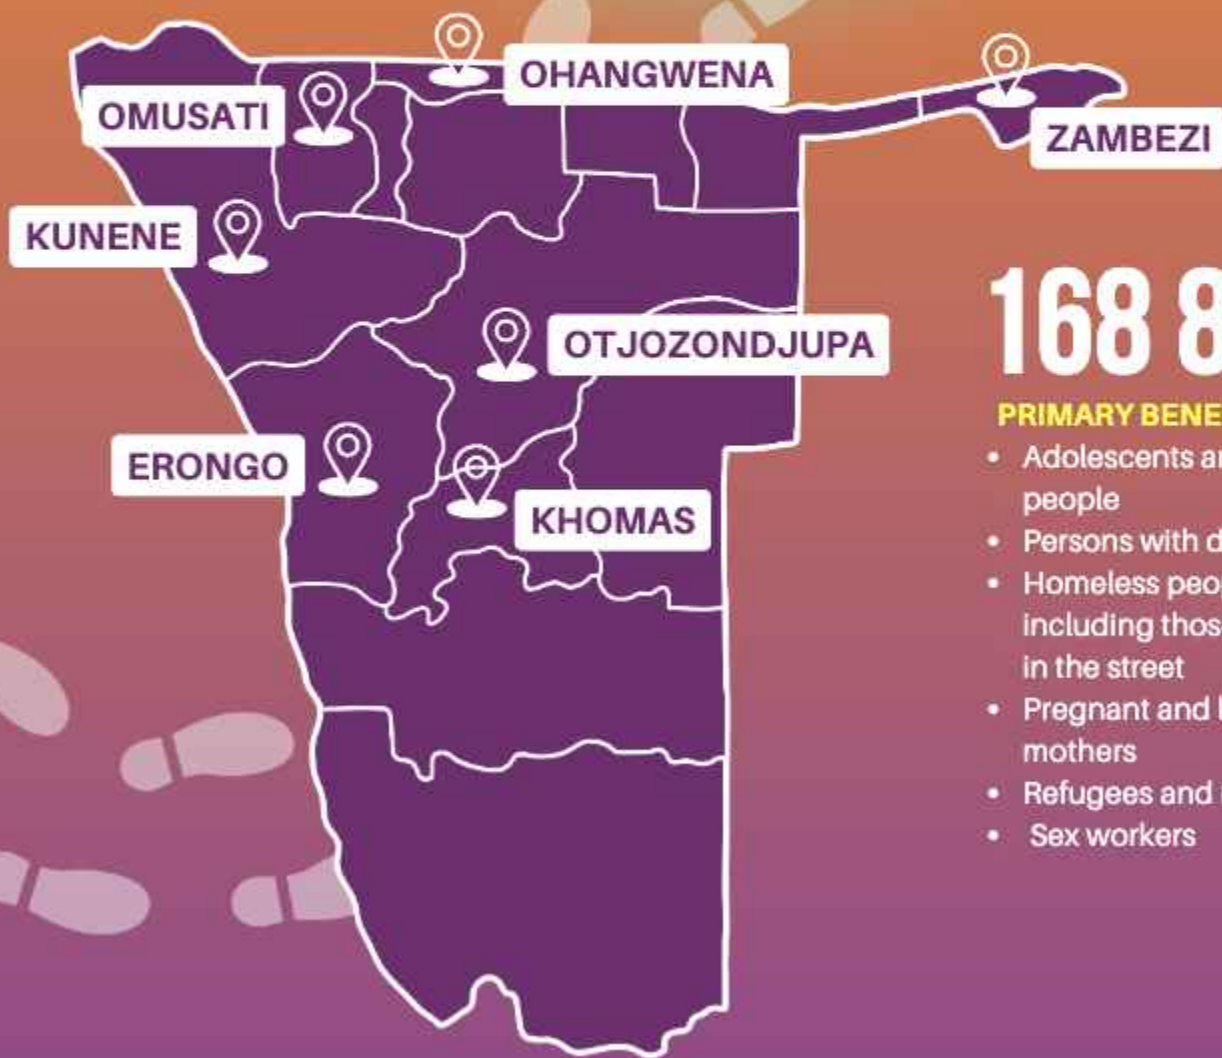 OHANGWENA
OMUSATI
ZAMBEZI
KUNENE
OTJOZONDJUPA
ERONGO
KHOMAS
168 8
PRIMARY BENE
• Adolescents a
people
• Persons with d
• Homeless peo
including thos
in the street
• Pregnant and
mothers
• Refugees and
• Sex workers